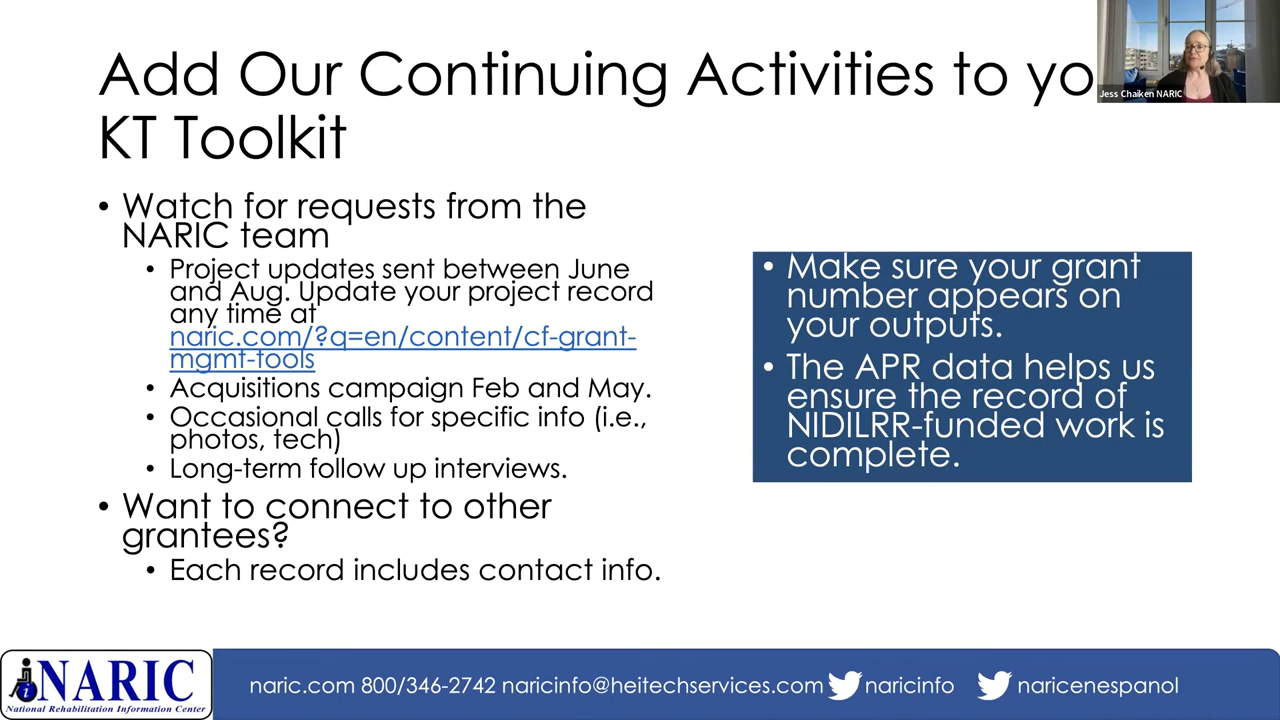 Add Our Continuing Activities to yo
KT Toolkit
Jess Chaiken NARIC
• Watch for requests from the
NARIC team
• Project updates sent between June
and Aug. Update your project record
any time at
naric.com/?q=en/content/cf-grant-
mgmt-tools
• Acquisitions campaign Feb and May.
• Occasional calls for specific info (i.e.,
photos, tech)
• Long-term follow up interviews.
• Want to connect to other
grantees?
• Each record includes contact info.
• Make sure your grant
number appears on
your outputs.
• The APR data helps us
ensure the record of
NIDILRR-funded work is
complete.
i NARIC
National Rehabilitation Information Center
naric.com 800/346-2742 naricinfo@heitechservices.com naricinfo naricenespanol